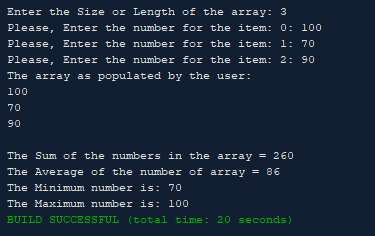 Enter the Size or Length of the array: 3
Please, Enter the number for the item: 0: 100
Please, Enter the number for the item: 1: 70
Please, Enter the number for the item: 2: 90
The array as populated by the user:
100
70
90
The Sum of the numbers in the array = 260
The Average of the number of array = 86
The Minimum number is: 70
The Maximum number is: 100
BUILD SUCCESSFUL (total time: 20 seconds)